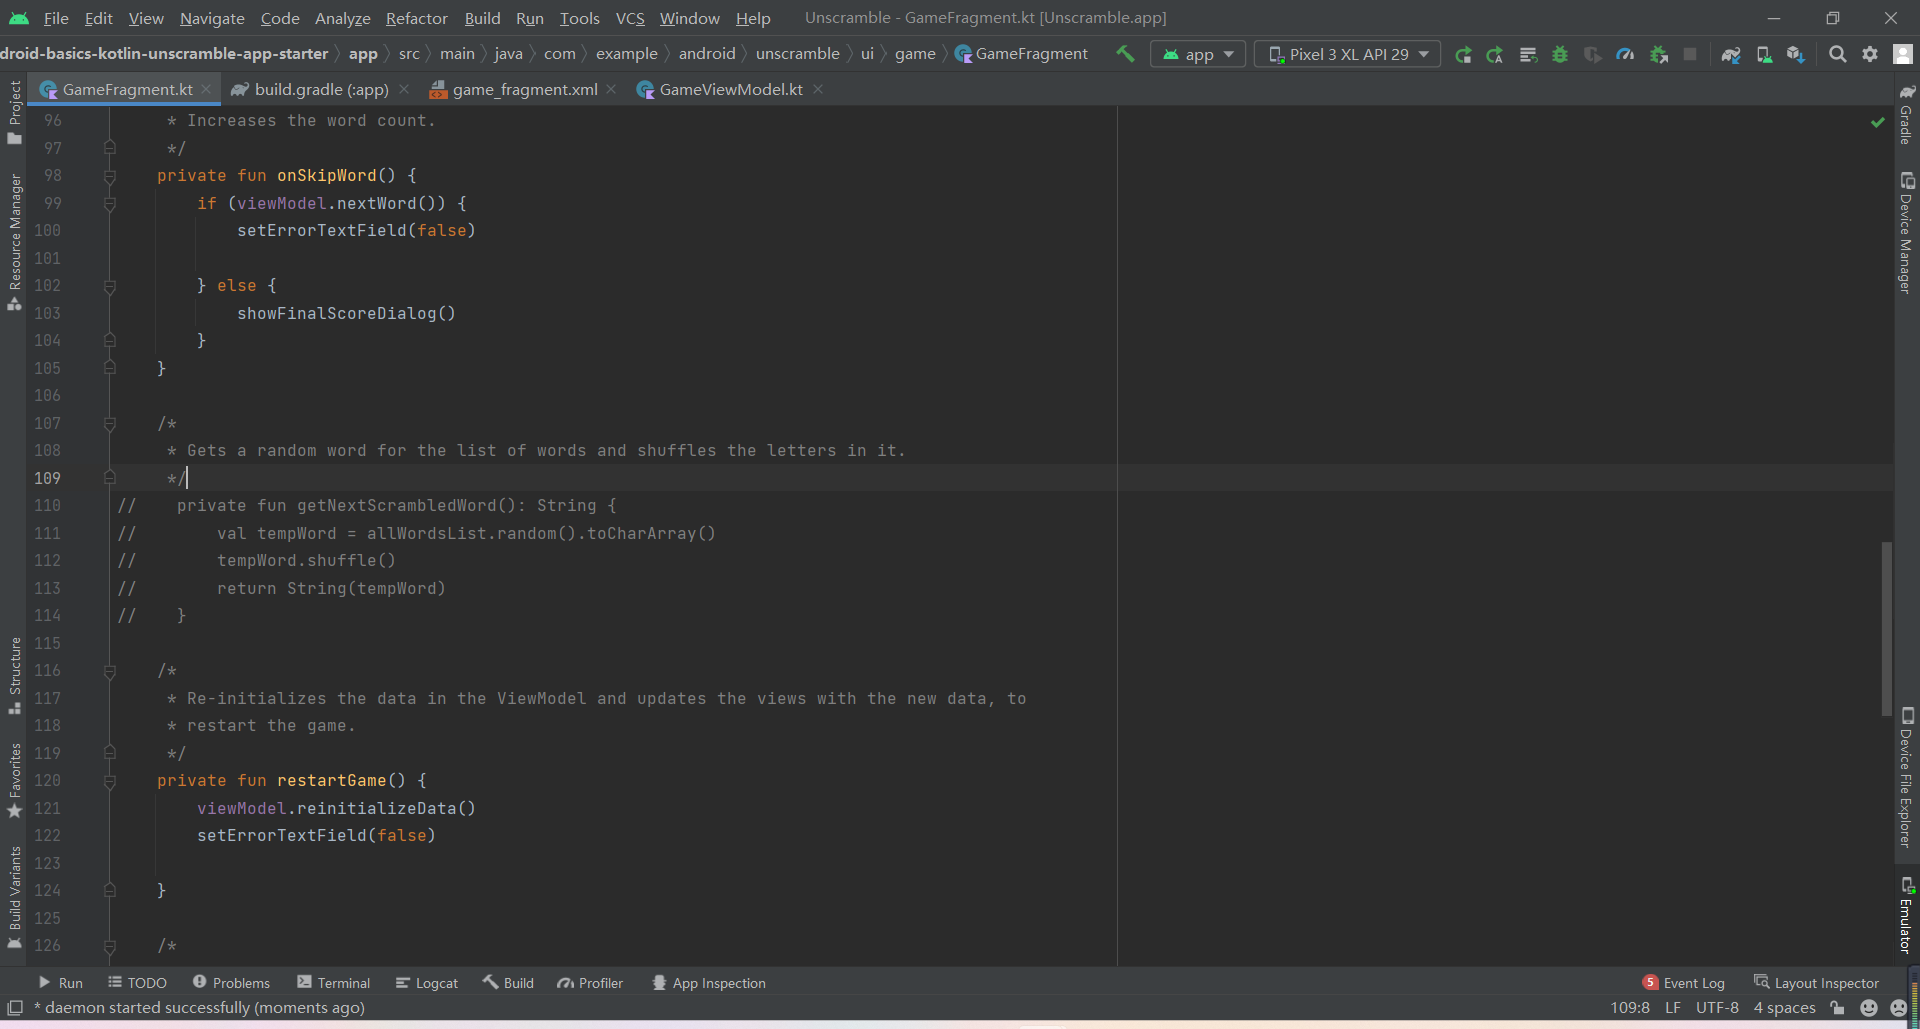 File Edit View Navigate Code Analyze Refactor Build Run Tools VCS Window Help Unscramble - GameFragment.kt [Unscramble.app]
droid-basics-kotlin-unscramble-app-starter app src main java com example android unscramble ui game GameFragment app Pixel 3 XL API 29
GameFragment.kt build.gradle (:app) game_fragment.xml GameViewModel.kt
96 * Increases the word count.
97 */
98 private fun onSkipWord() {
99 if (viewModel.nextWord()) {
100 setErrorTextField(false)
101
102 } else {
103 showFinalScoreDialog()
104 }
105 }
106
107 /*
108 * Gets a random word for the list of words and shuffles the letters in it.
109 */
110 // private fun getNextScrambledWord(): String {
111 // val tempWord = allWordsList.random().toCharArray()
112 // tempWord.shuffle()
113 // return String(tempWord)
114 // }
115
116 /*
117 * Re-initializes the data in the ViewModel and updates the views with the new data, to
118 * restart the game.
119 */
120 private fun restartGame() {
121 viewModel.reinitializeData()
122 setErrorTextField(false)
123
124 }
125
126 /*
Project
Resource Manager
Structure
Favorites
Build Variants
Gradle
Device Manager
Device File Explorer
Emulator
Run TODO Problems Terminal Logcat Build Profiler App Inspection 5 Event Log Layout Inspector
* daemon started successfully (moments ago) 109:8 LF UTF-8 4 spaces